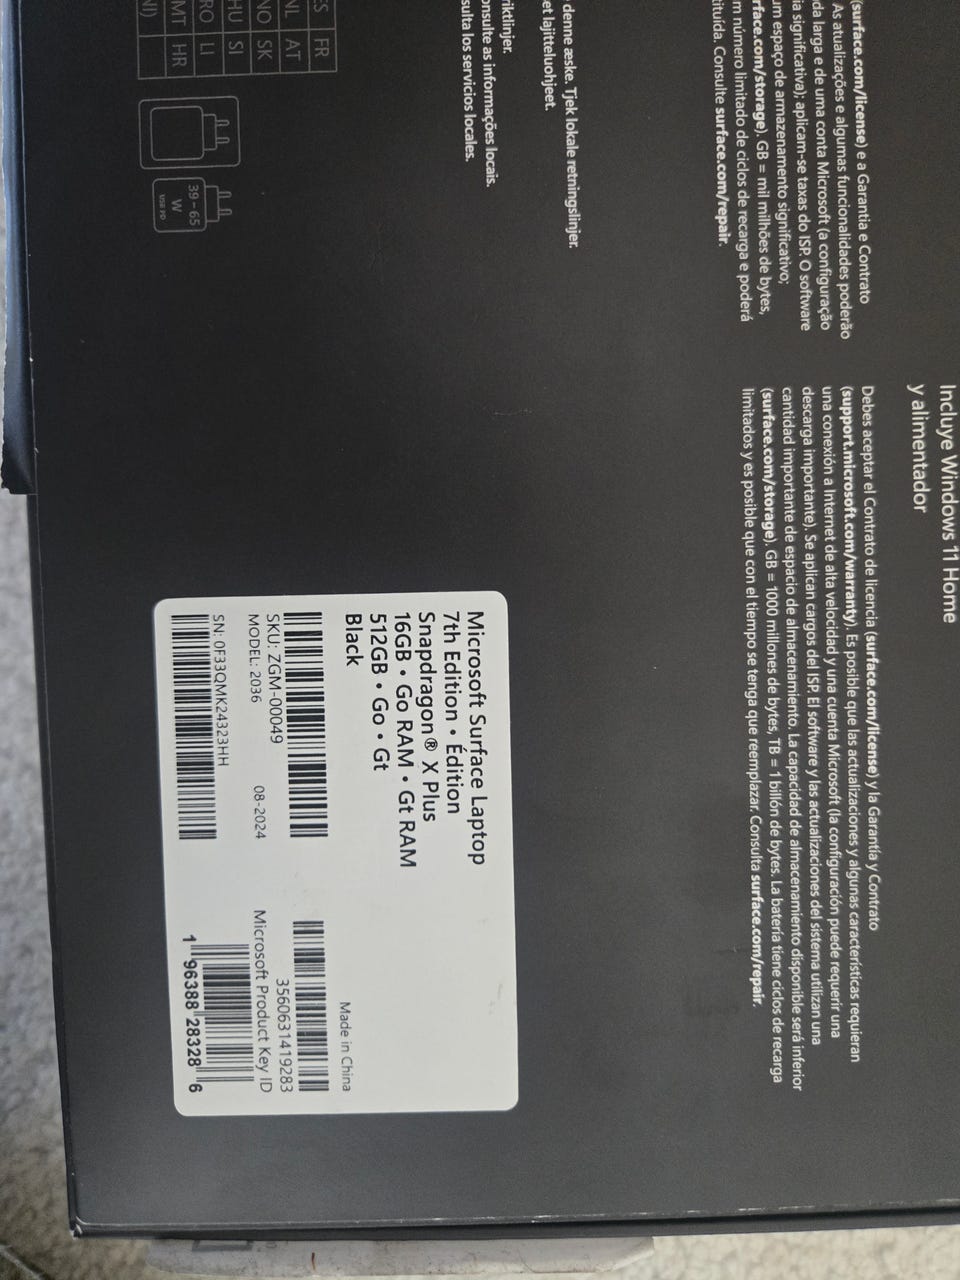 (surface.com/license) e a Garantia e Contrato
As atualizações e algumas funcionalidades poderão
da larga e de uma conta Microsoft (a configuração
a significativa); aplicam-se taxas do ISP. O software
um espaço de armazenamento significativo;
rface.com/storage). GB = mil milhões de bytes,
m número limitado de ciclos de recarga e poderá
tituída. Consulte surface.com/repair.
denne æske. Tjek lokale retningslinjer.
et lajitteluohjeet.
riktlinjer.
onsulte as informações locais.
sulta los servicios locales.
ES FR
NL AT
NO SK
HU SI
RO LI
MT HR
NI)
39 - 65
W
USB PD
Incluye Windows 11 Home
y alimentador
Debes aceptar el Contrato de licencia (surface.com/license) y la Garantía y Contrato
(support.microsoft.com/warranty). Es posible que las actualizaciones y algunas características requieran
una conexión a Internet de alta velocidad y una cuenta Microsoft (la configuración puede requerir una
descarga importante). Se aplican cargos del ISP. El software y las actualizaciones del sistema utilizan una
cantidad importante de espacio de almacenamiento. La capacidad de almacenamiento disponible será inferior
(surface.com/storage). GB = 1000 millones de bytes, TB = 1 billón de bytes. La batería tiene ciclos de recarga
limitados y es posible que con el tiempo se tenga que reemplazar. Consulta surface.com/repair.
Microsoft Surface Laptop
7th Edition • Édition
Snapdragon® X Plus
16GB • Go RAM • Gt RAM
512GB • Go • Gt
Black
Made in China
SKU: ZGM-00049
MODEL: 2036 08-2024
3560631419283
Microsoft Product Key ID
SN: 0F33QMK24323HH
1 96388 28328 6